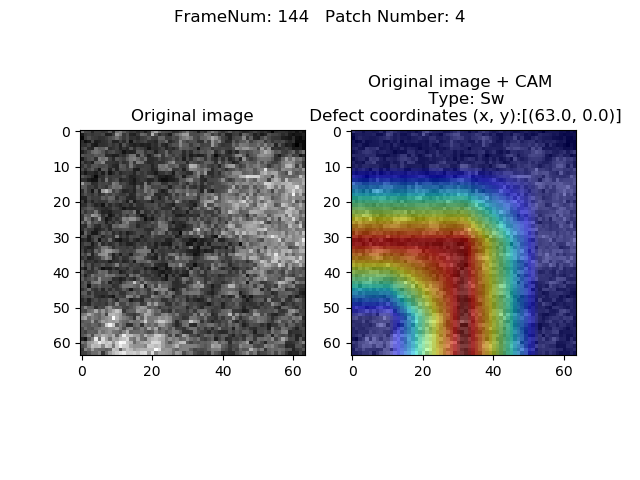 FrameNum: 144   Patch Number: 4
Original image
Original image + CAM
Type: Sw
Defect coordinates (x, y):[(63.0, 0.0)]
0
10
20
30
40
50
60
0 20 40 60
0
10
20
30
40
50
60
0 20 40 60